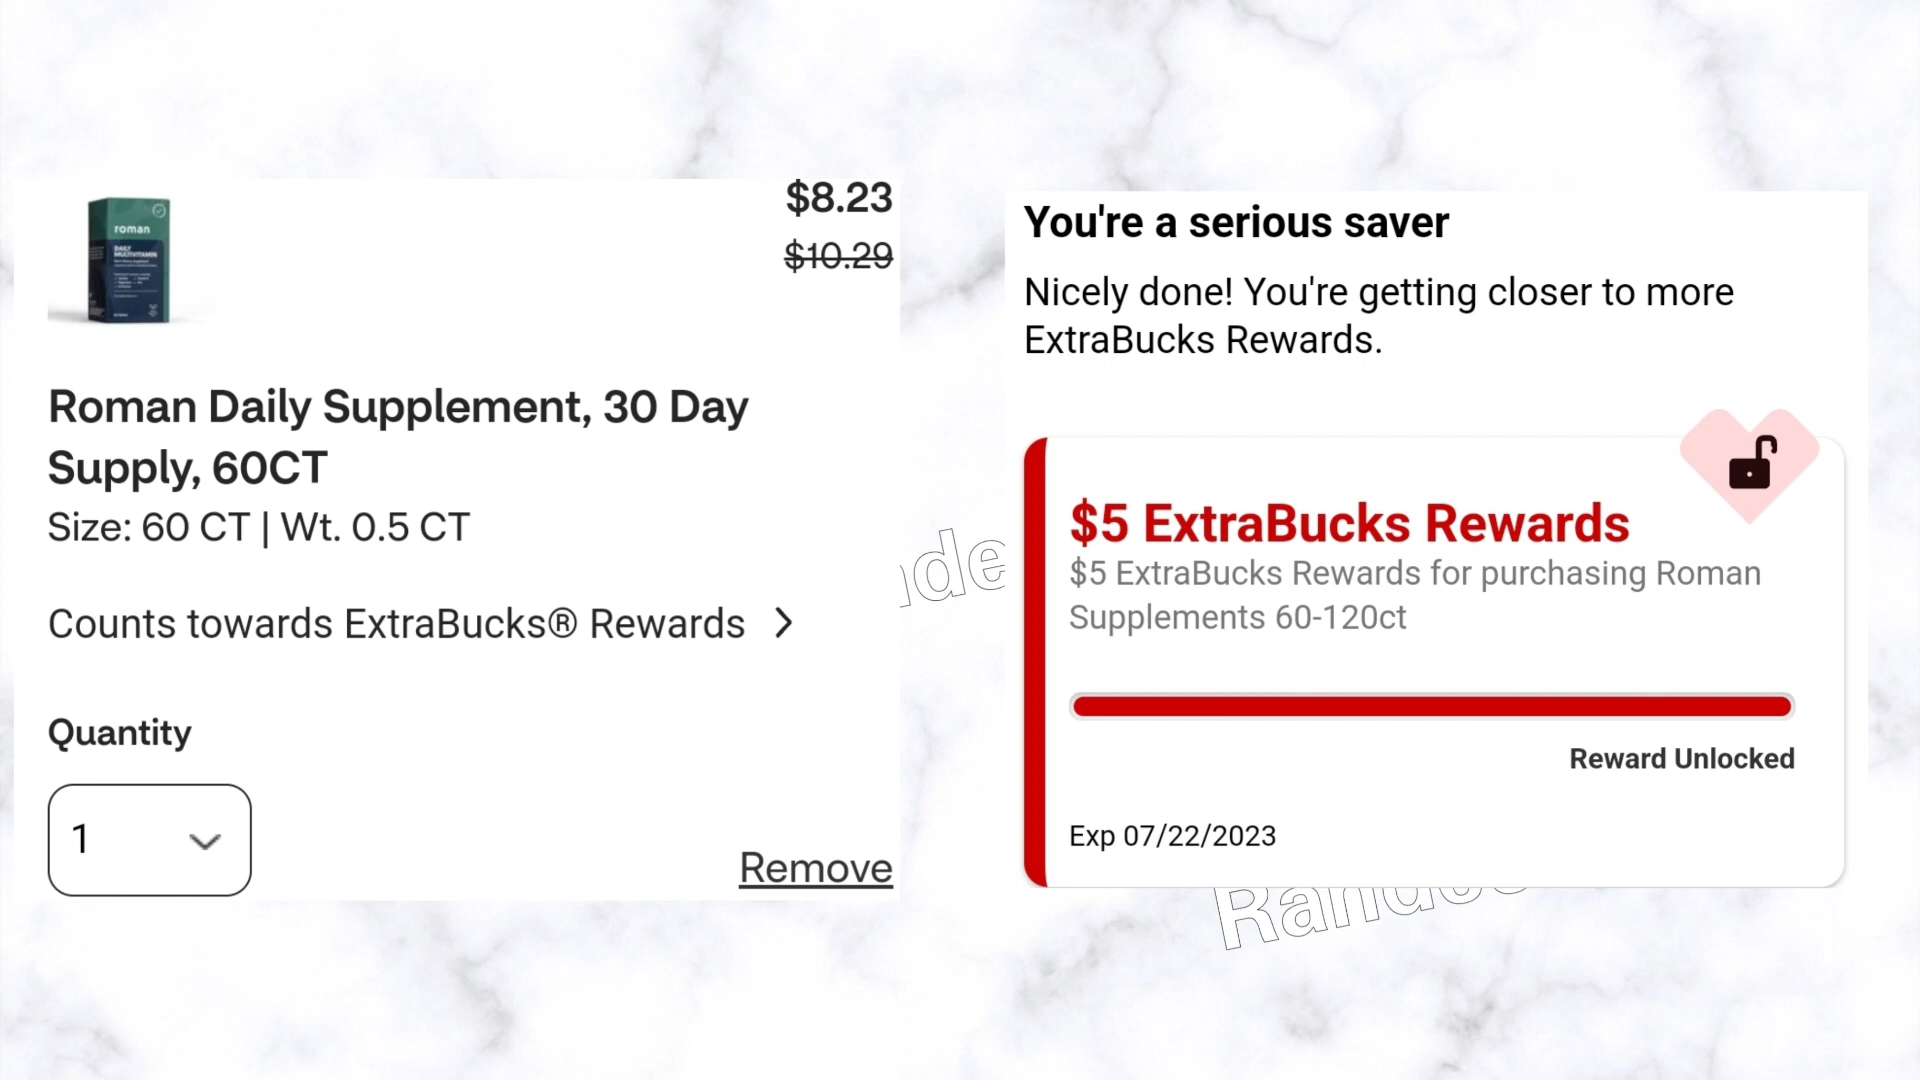 $8.23
$10.29
roman
DAILY
MULTIVITAMIN
Roman Daily Supplement, 30 Day
Supply, 60CT
Size: 60 CT | Wt. 0.5 CT
Counts towards ExtraBucks® Rewards
Quantity
1
Remove
You're a serious saver
Nicely done! You're getting closer to more
ExtraBucks Rewards.
$5 ExtraBucks Rewards
$5 ExtraBucks Rewards for purchasing Roman
Supplements 60-120ct
Reward Unlocked
Exp 07/22/2023